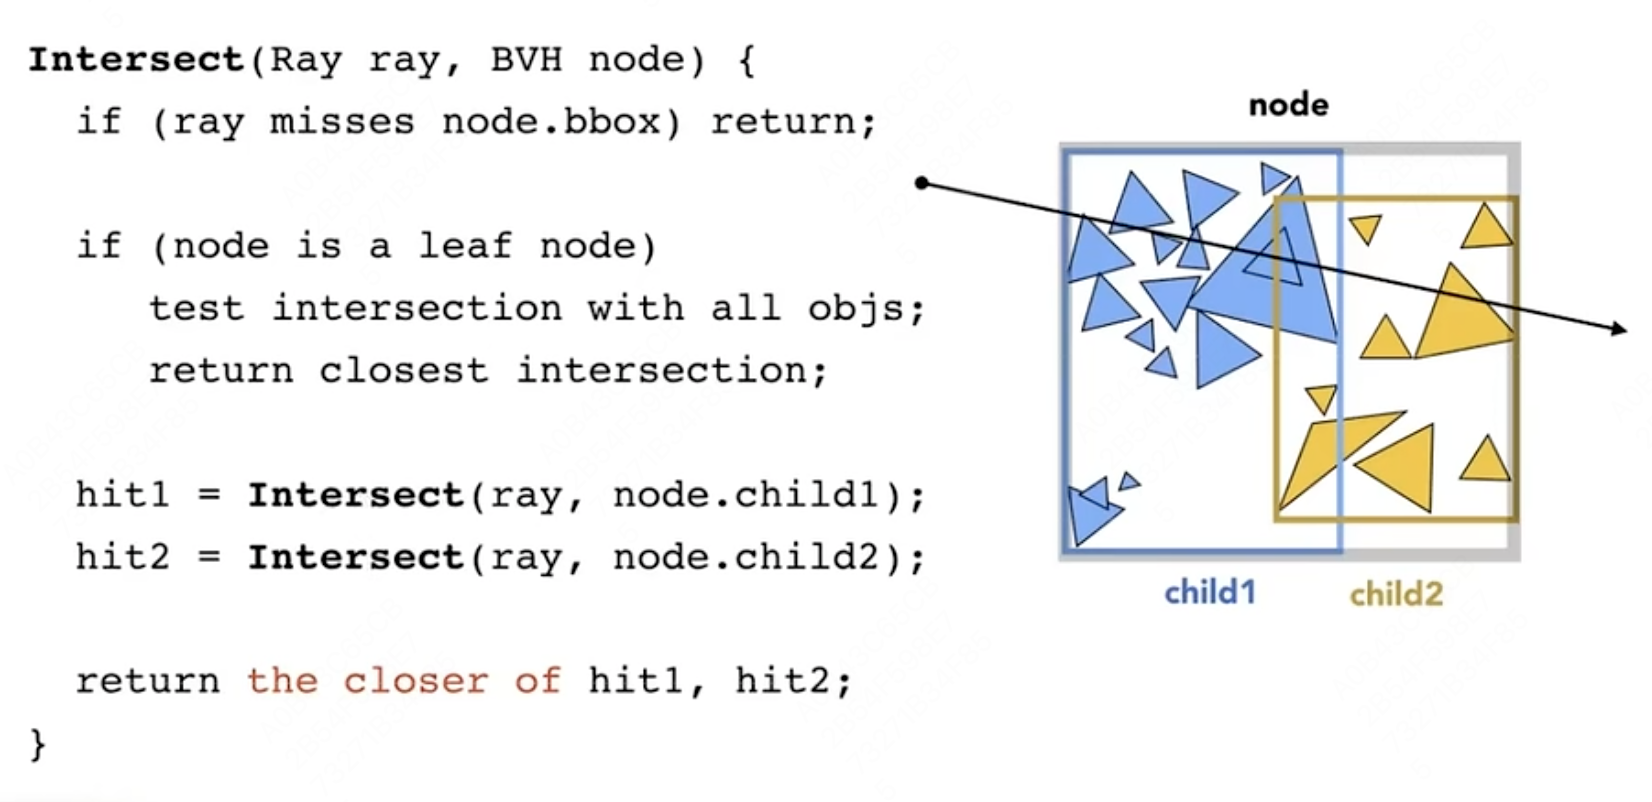 Intersect(Ray ray, BVH node) {
if (ray misses node.bbox) return;
if (node is a leaf node)
test intersection with all objs;
return closest intersection;
hit1 = Intersect(ray, node.child1);
hit2 = Intersect(ray, node.child2);
return the closer of hit1, hit2;
}
node
child1
child2